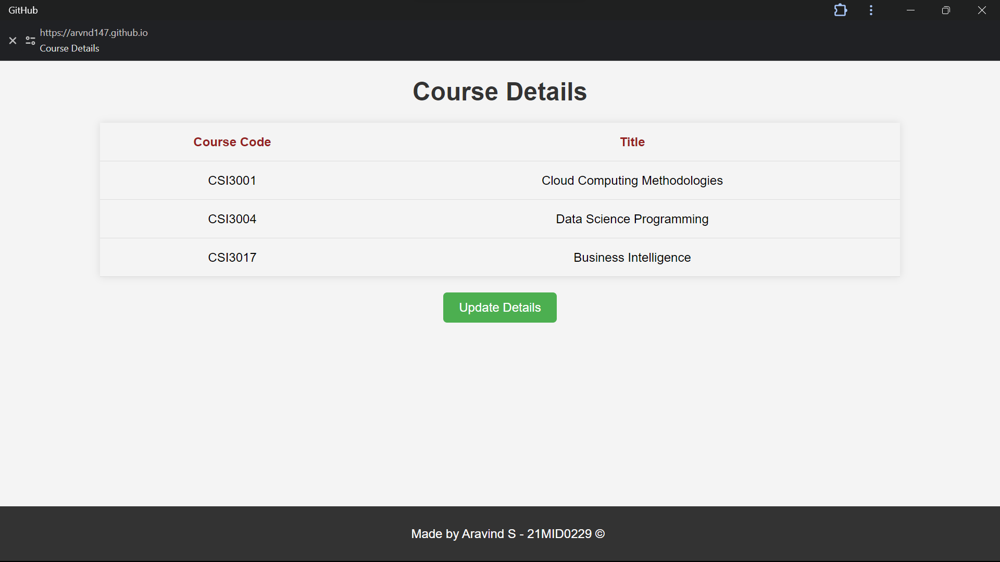 GitHub
https://arvnd147.github.io
Course Details
Course Details
Course Code Title
CSI3001 Cloud Computing Methodologies
CSI3004 Data Science Programming
CSI3017 Business Intelligence
Update Details
Made by Aravind S - 21MID0229 ©